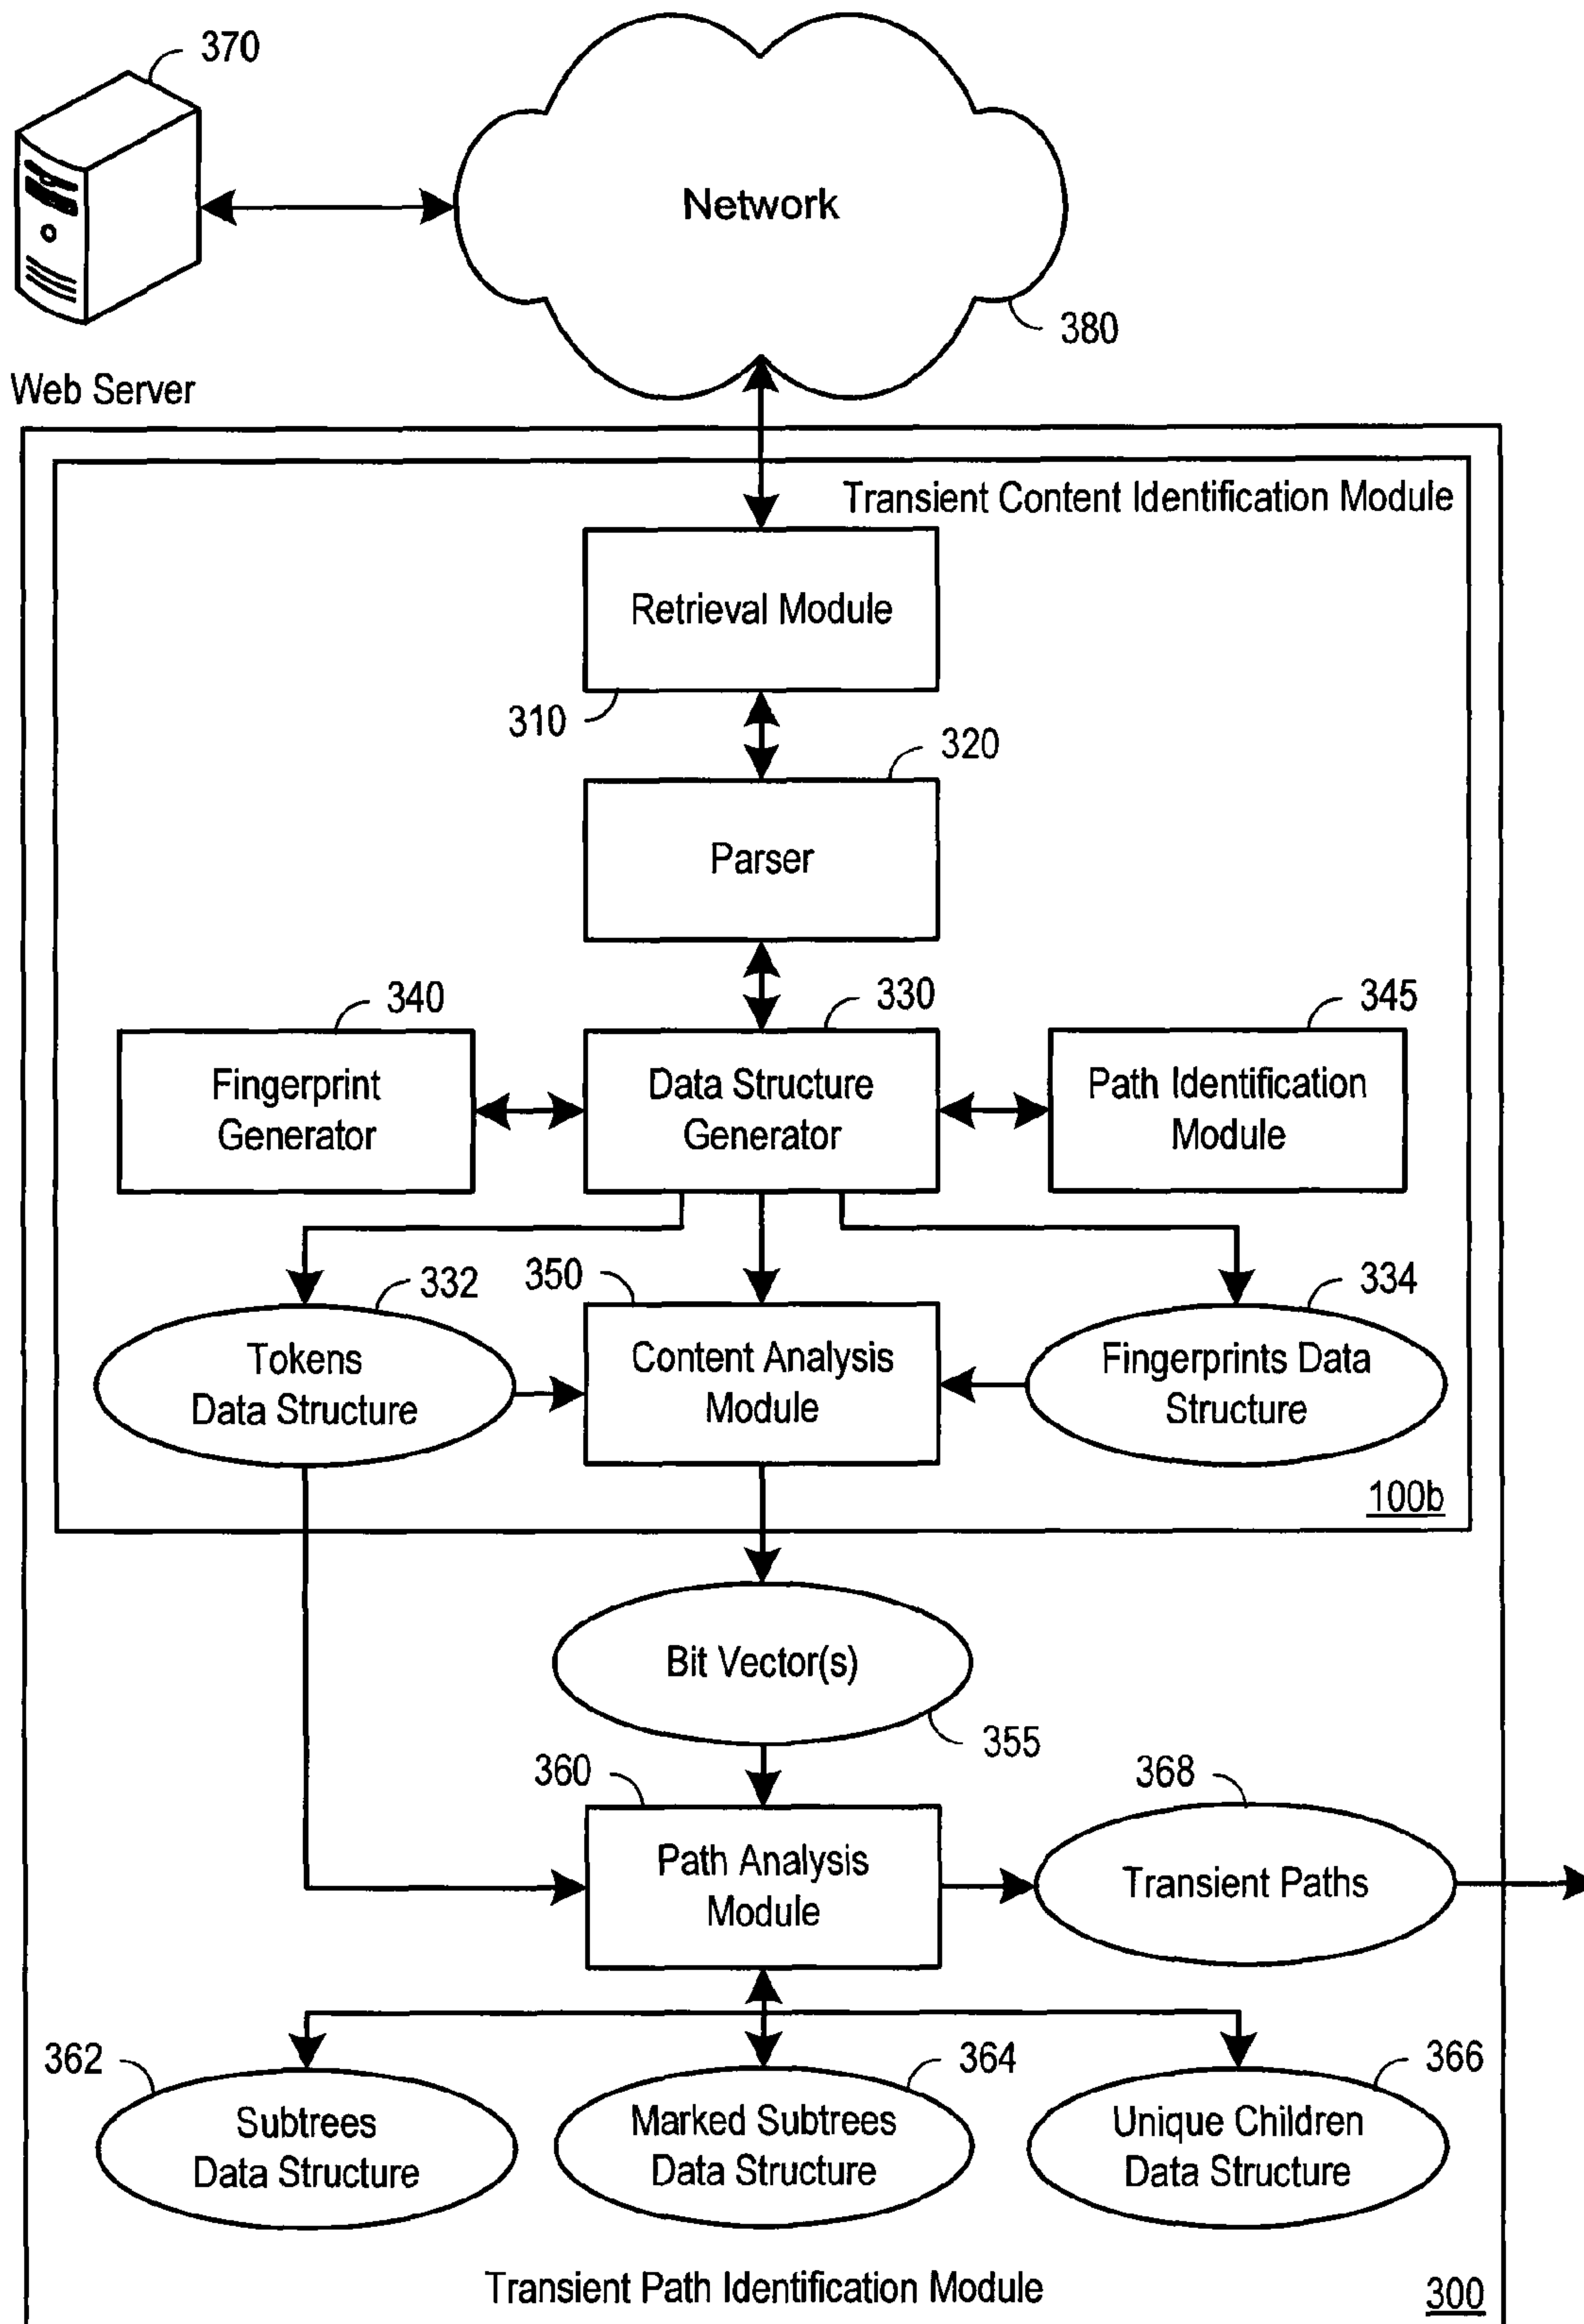 370
Network
380
Web Server
Transient Content Identification Module
Retrieval Module
310
320
Parser
340
330
345
Fingerprint
Generator
Data Structure
Generator
Path Identification
Module
332
350
334
Tokens
Data Structure
Content Analysis
Module
Fingerprints Data
Structure
100b
Bit Vector(s)
355
360
368
Path Analysis
Module
Transient Paths
362
364
366
Subtrees
Data Structure
Marked Subtrees
Data Structure
Unique Children
Data Structure
Transient Path Identification Module
300